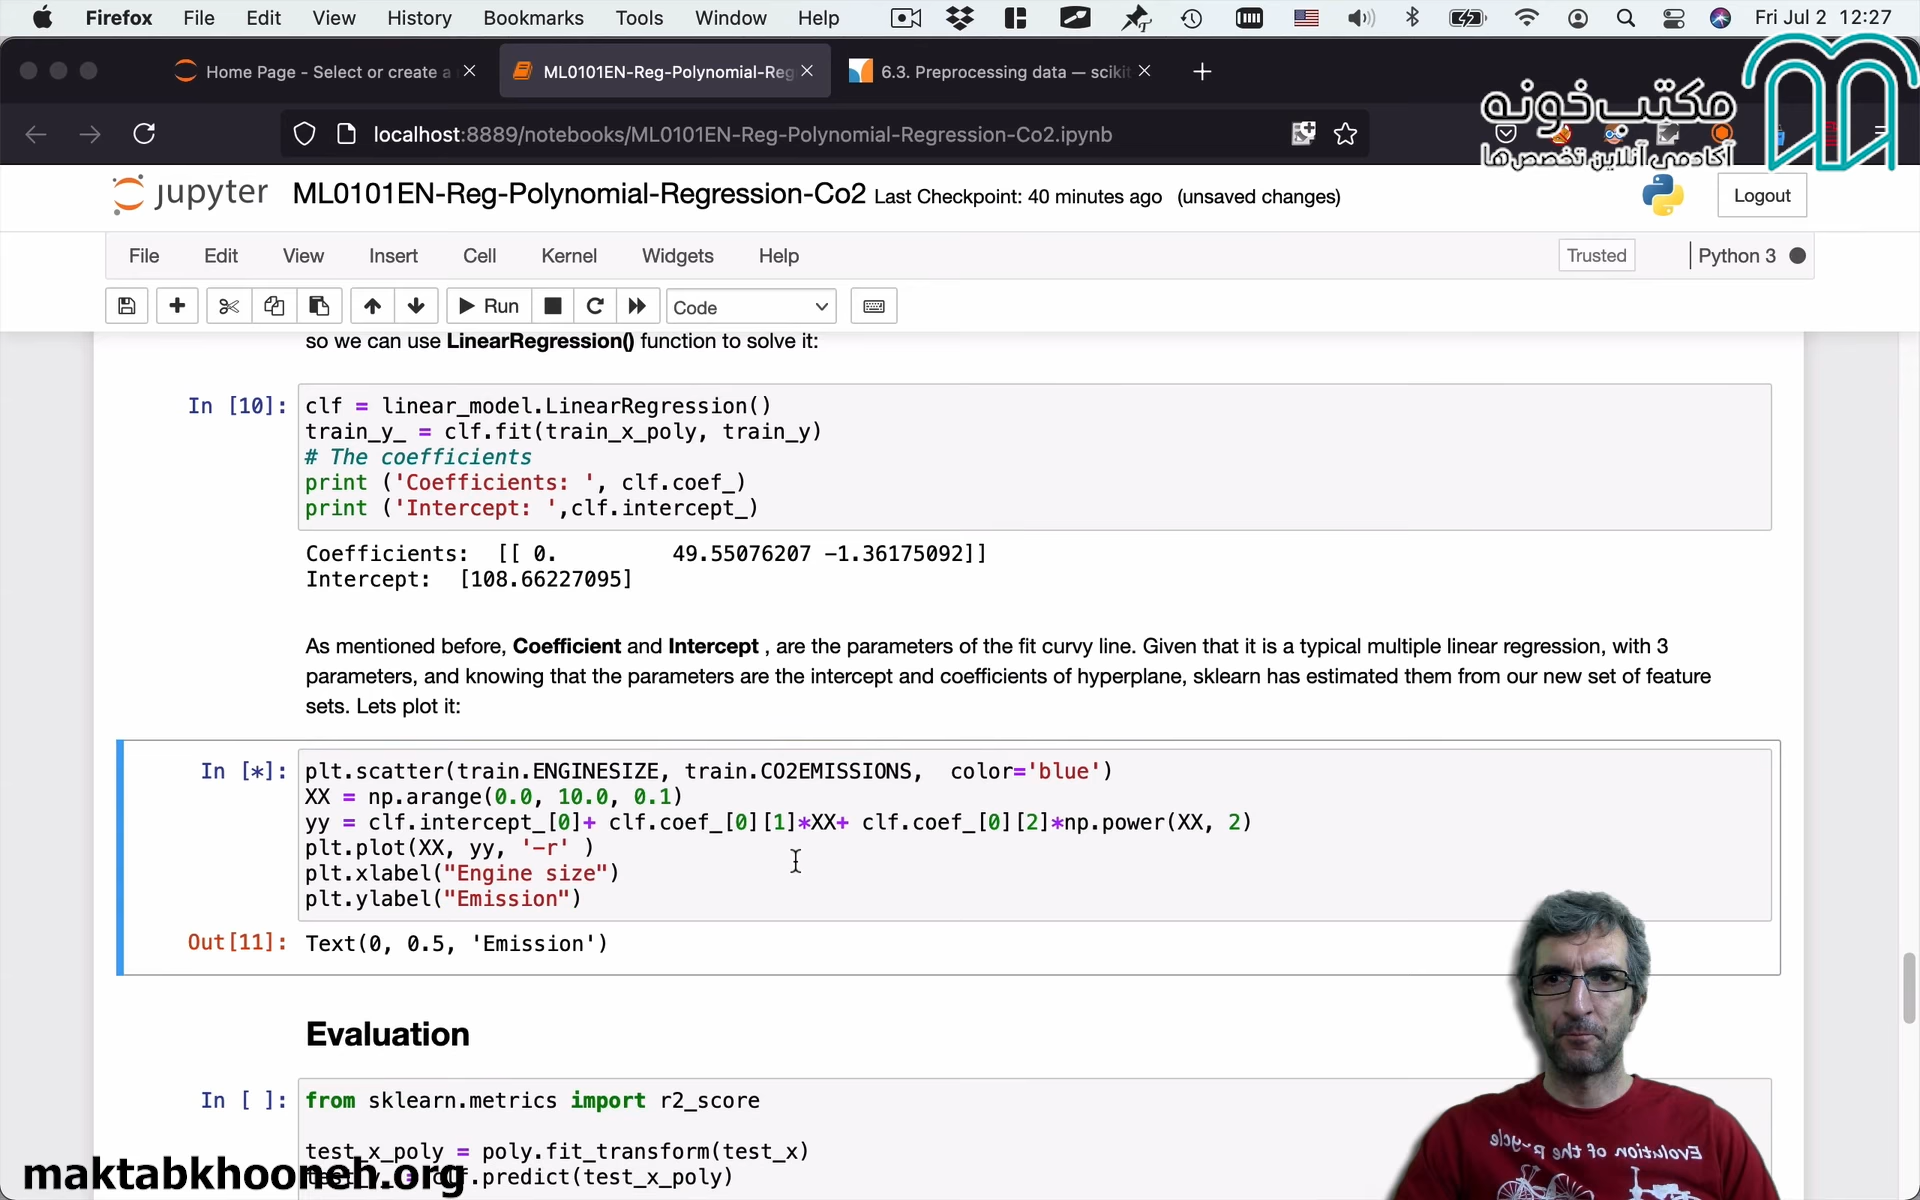 Firefox File Edit View History Bookmarks Tools Window Help Fri Jul 2 12:27
Home Page - Select or create a
ML0101EN-Reg-Polynomial-Reg
6.3. Preprocessing data — scikit
localhost:8889/notebooks/ML0101EN-Reg-Polynomial-Regression-Co2.ipynb
مکتب‌خونه
آکادمی آنلاین تخصص‌ها
jupyter ML0101EN-Reg-Polynomial-Regression-Co2 Last Checkpoint: 40 minutes ago (unsaved changes)
Logout
File Edit View Insert Cell Kernel Widgets Help Trusted Python 3
Run Code
so we can use LinearRegression() function to solve it:
In [10]: clf = linear_model.LinearRegression()
train_y_ = clf.fit(train_x_poly, train_y)
# The coefficients
print ('Coefficients: ', clf.coef_)
print ('Intercept: ',clf.intercept_)
Coefficients:  [[ 0.         49.55076207 -1.36175092]]
Intercept:  [108.66227095]
As mentioned before, Coefficient and Intercept , are the parameters of the fit curvy line. Given that it is a typical multiple linear regression, with 3
parameters, and knowing that the parameters are the intercept and coefficients of hyperplane, sklearn has estimated them from our new set of feature
sets. Lets plot it:
In [*]: plt.scatter(train.ENGINESIZE, train.CO2EMISSIONS,  color='blue')
XX = np.arange(0.0, 10.0, 0.1)
yy = clf.intercept_[0]+ clf.coef_[0][1]*XX+ clf.coef_[0][2]*np.power(XX, 2)
plt.plot(XX, yy, '-r' )
plt.xlabel("Engine size")
plt.ylabel("Emission")
Out[11]: Text(0, 0.5, 'Emission')
Evaluation
In [ ]: from sklearn.metrics import r2_score
test_x_poly = poly.fit_transform(test_x)
.predict(test_x_poly)
maktabkhooneh.org
Evolution of the